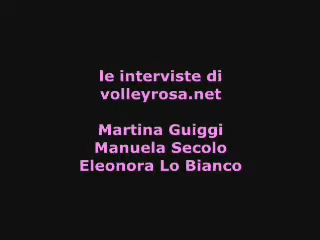 le interviste di
volleyrosa.net
Martina Guiggi
Manuela Secolo
Eleonora Lo Bianco